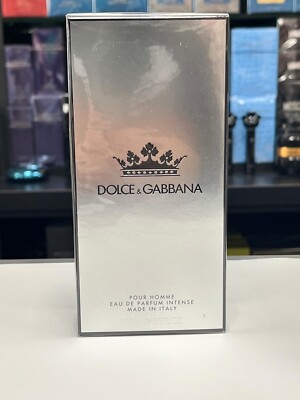 DOLCE & GABBANA
POUR HOMME
EAU DE PARFUM INTENSE
MADE IN ITALY